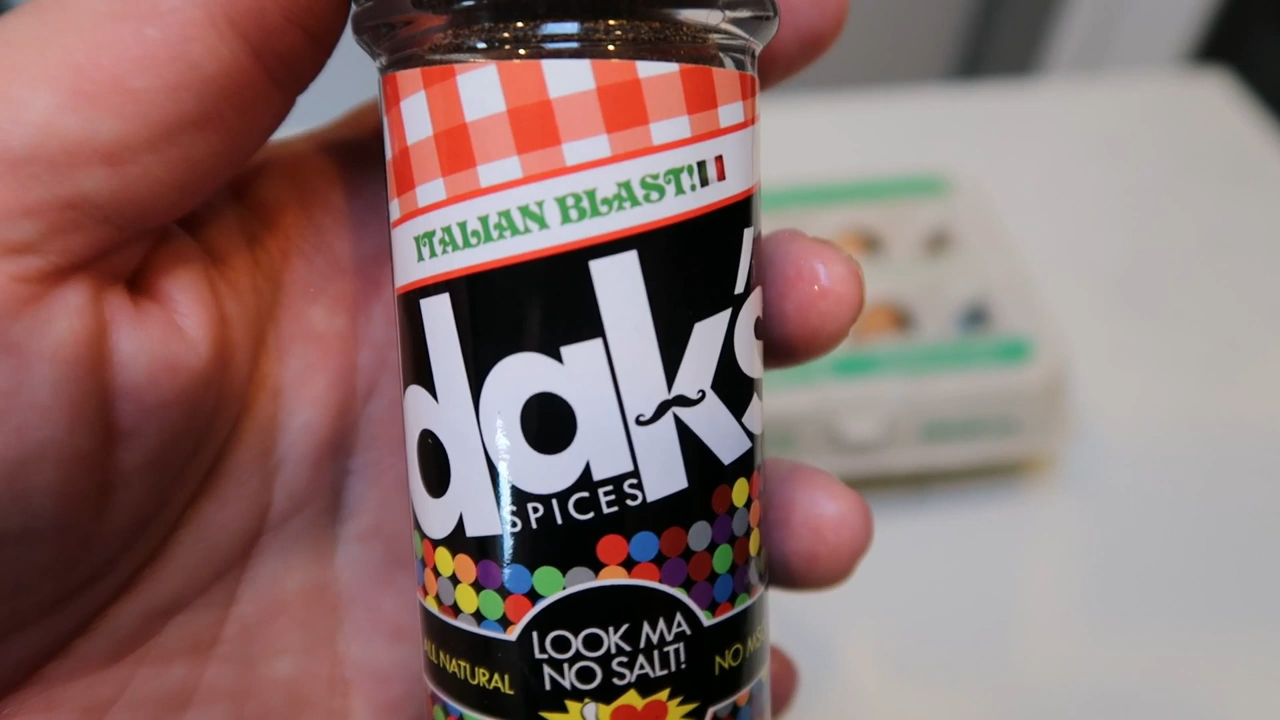 ITALIAN BLAST!
dak's
SPICES
LOOK MA
NO SALT!
ALL NATURAL
NO MS